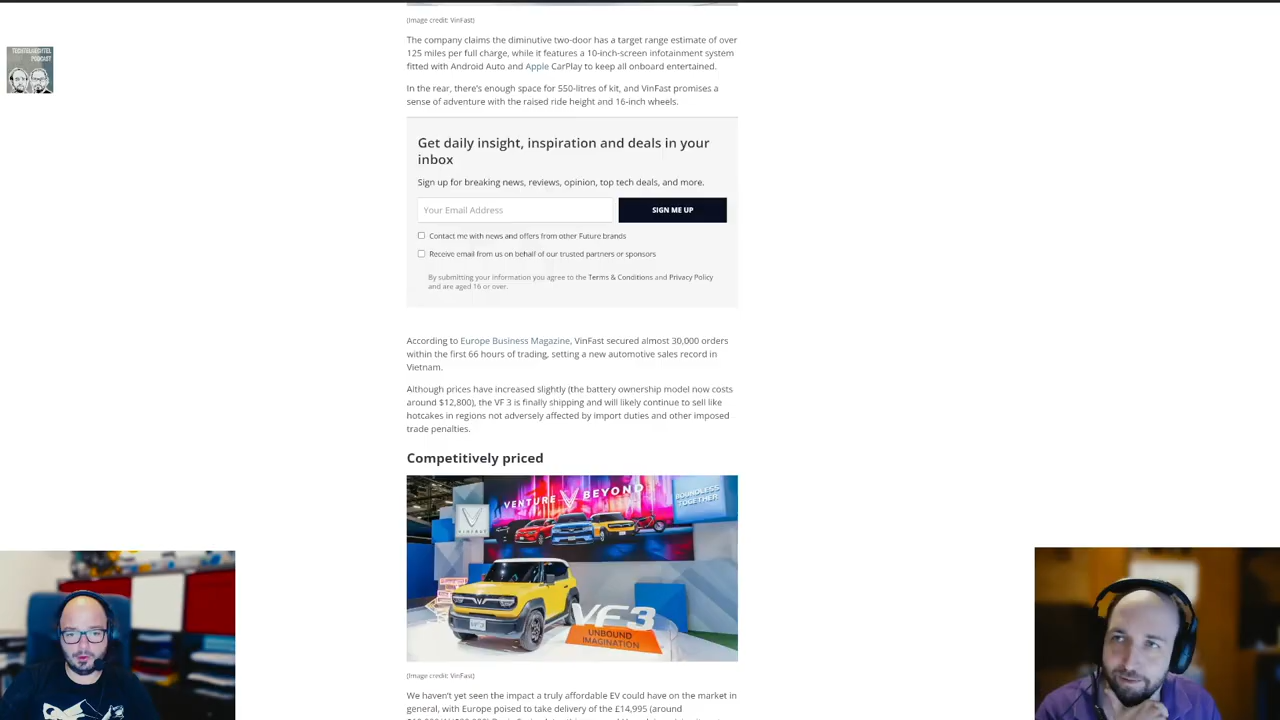 (Image credit: VinFast)
TECHTELMECHTEL
PODCAST
The company claims the diminutive two-door has a target range estimate of over
125 miles per full charge, while it features a 10-inch-screen infotainment system
fitted with Android Auto and Apple CarPlay to keep all onboard entertained.
In the rear, there's enough space for 550-litres of kit, and VinFast promises a
sense of adventure with the raised ride height and 16-inch wheels.
Get daily insight, inspiration and deals in your
inbox
Sign up for breaking news, reviews, opinion, top tech deals, and more.
Your Email Address
SIGN ME UP
Contact me with news and offers from other Future brands
Receive email from us on behalf of our trusted partners or sponsors
By submitting your information you agree to the Terms & Conditions and Privacy Policy
and are aged 16 or over.
According to Europe Business Magazine, VinFast secured almost 30,000 orders
within the first 66 hours of trading, setting a new automotive sales record in
Vietnam.
Although prices have increased slightly (the battery ownership model now costs
around $12,800), the VF 3 is finally shipping and will likely continue to sell like
hotcakes in regions not adversely affected by import duties and other imposed
trade penalties.
Competitively priced
VENTURE BEYOND
BOUNDLESS
TOGETHER
VINFAST
VF3
UNBOUND
IMAGINATION
(Image credit: VinFast)
We haven't yet seen the impact a truly affordable EV could have on the market in
general, with Europe poised to take delivery of the £14,995 (around